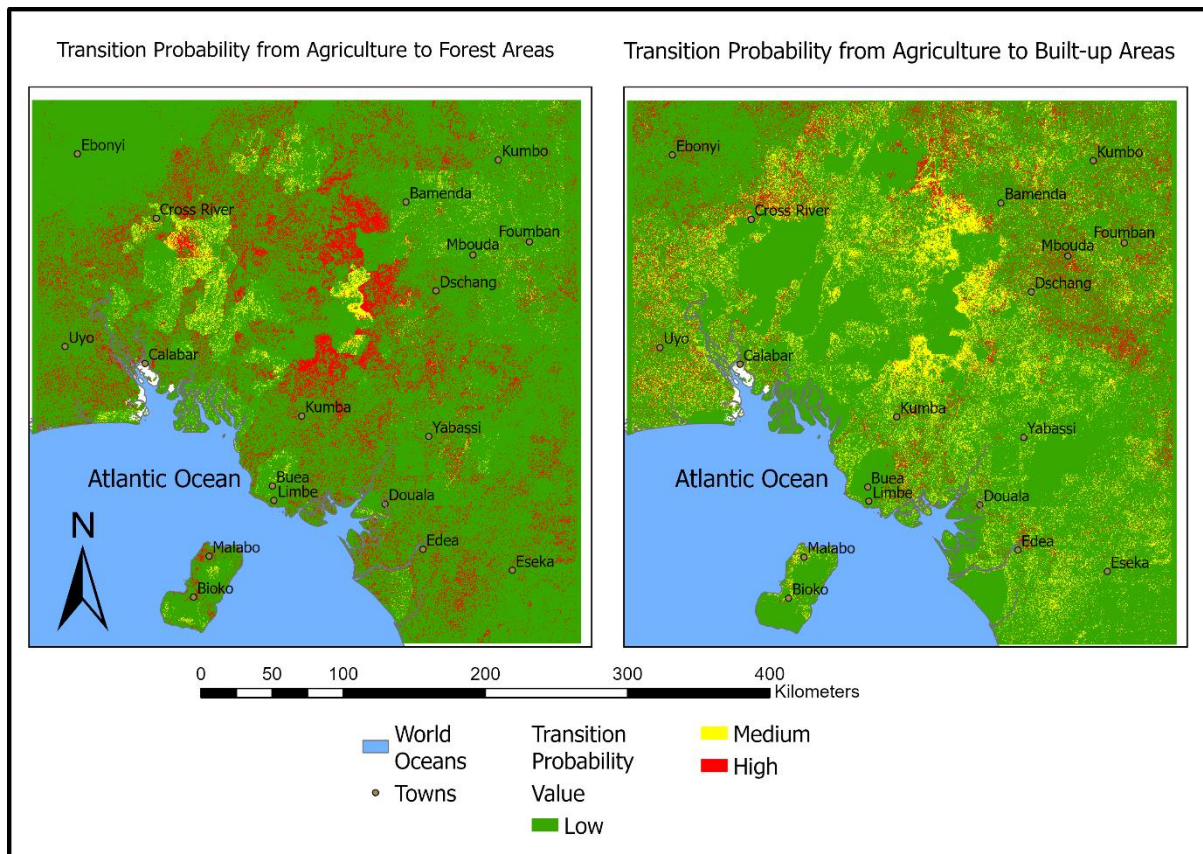 Transition Probability from Agriculture to Forest Areas
Transition Probability from Agriculture to Built-up Areas
Ebonyi
Kumbo
Bamenda
Cross River
Foumban
Mbouda
Dschang
Uyo
Calabar
Kumba
Yabassi
Atlantic Ocean
Buea
Limbe
Douala
N
Malabo
Edea
Eseka
Bioko
Ebonyi
Kumbo
Bamenda
Cross River
Foumban
Mbouda
Dschang
Uyo
Calabar
Kumba
Yabassi
Atlantic Ocean
Buea
Limbe
Douala
Malabo
Edea
Eseka
Bioko
0 50 100 200 300 400
Kilometers
World
Oceans
Towns
Transition
Probability
Value
Low
Medium
High